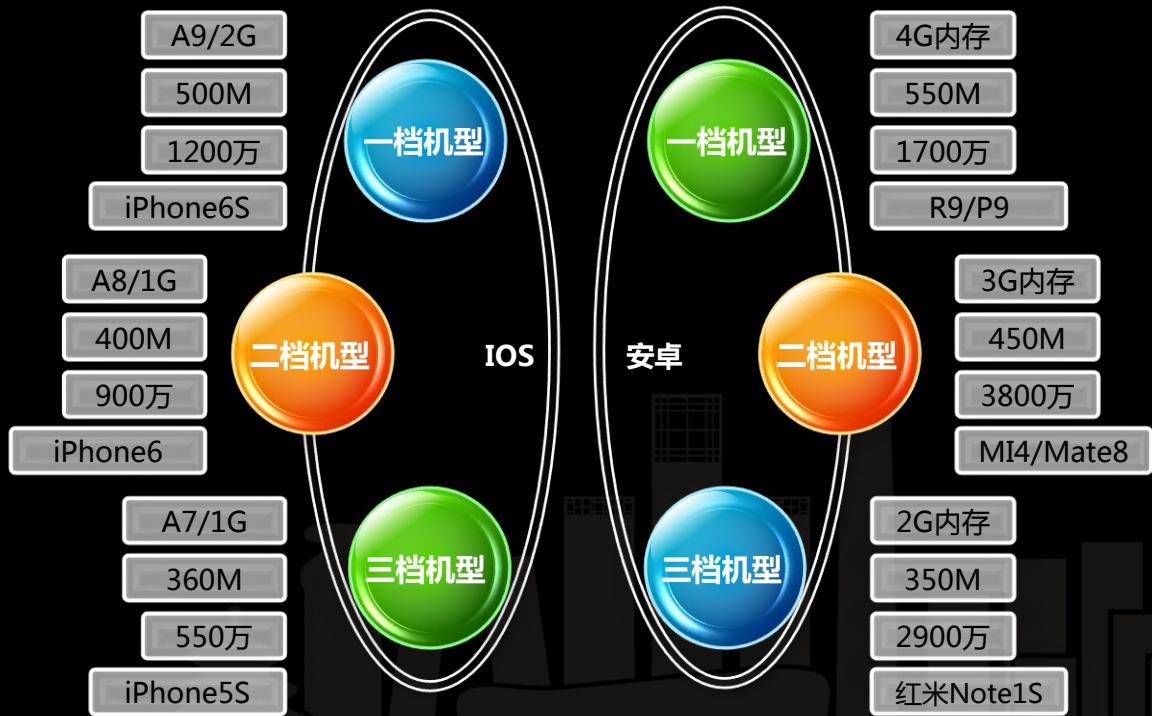 A9/2G
500M
1200万
iPhone6S
一档机型
A8/1G
400M
900万
iPhone6
二档机型
A7/1G
360M
550万
iPhone5S
三档机型
IOS
安卓
一档机型
4G内存
550M
1700万
R9/P9
二档机型
3G内存
450M
3800万
MI4/Mate8
三档机型
2G内存
350M
2900万
红米Note1S